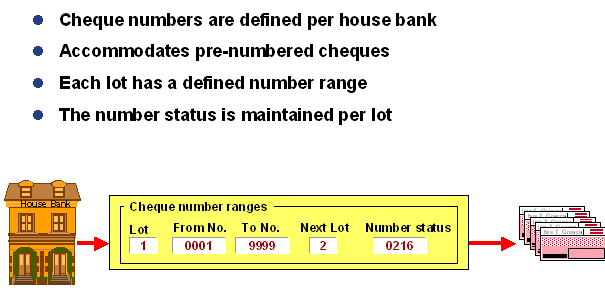 Cheque numbers are defined per house bank
Accommodates pre-numbered cheques
Each lot has a defined number range
The number status is maintained per lot
House Bank
Cheque number ranges
Lot From No. To No. Next Lot Number status
1 0001 9999 2 0216